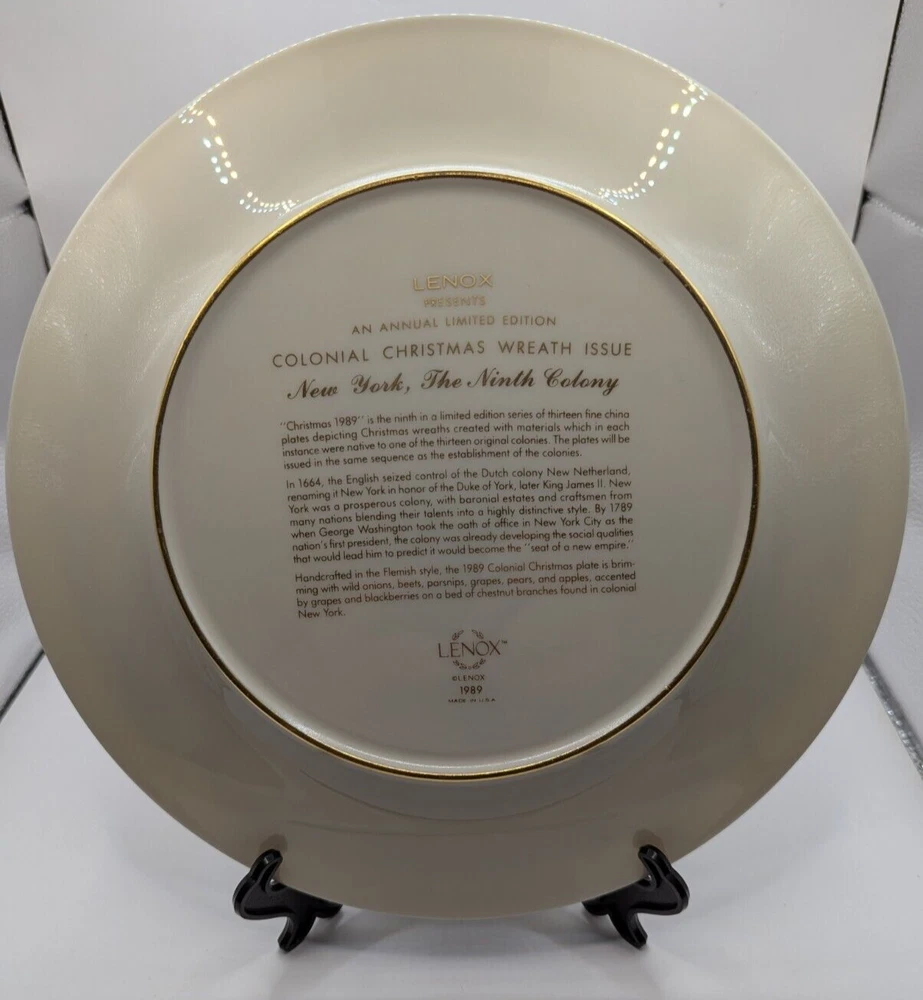 LENOX
PRESENTS
AN ANNUAL LIMITED EDITION
COLONIAL CHRISTMAS WREATH ISSUE
New York, The Ninth Colony
"Christmas 1989" is the ninth in a limited edition series of thirteen fine china
plates depicting Christmas wreaths created with materials which in each
instance were native to one of the thirteen original colonies. The plates will be
issued in the same sequence as the establishment of the colonies.
In 1664, the English seized control of the Dutch colony New Netherland,
renaming it New York in honor of the Duke of York, later King James II. New
York was a prosperous colony, with baronial estates and craftsmen from
many nations blending their talents into a highly distinctive style. By 1789
when George Washington took the oath of office in New York City as the
nation's first president, the colony was already developing the social qualities
that would lead him to predict it would become the "seat of a new empire."
Handcrafted in the Flemish style, the 1989 Colonial Christmas plate is brim-
ming with wild onions, beets, parsnips, grapes, pears, and apples, accented
by grapes and blackberries on a bed of chestnut branches found in colonial
New York.
LENOX™
©LENOX
1989
MADE IN U.S.A.